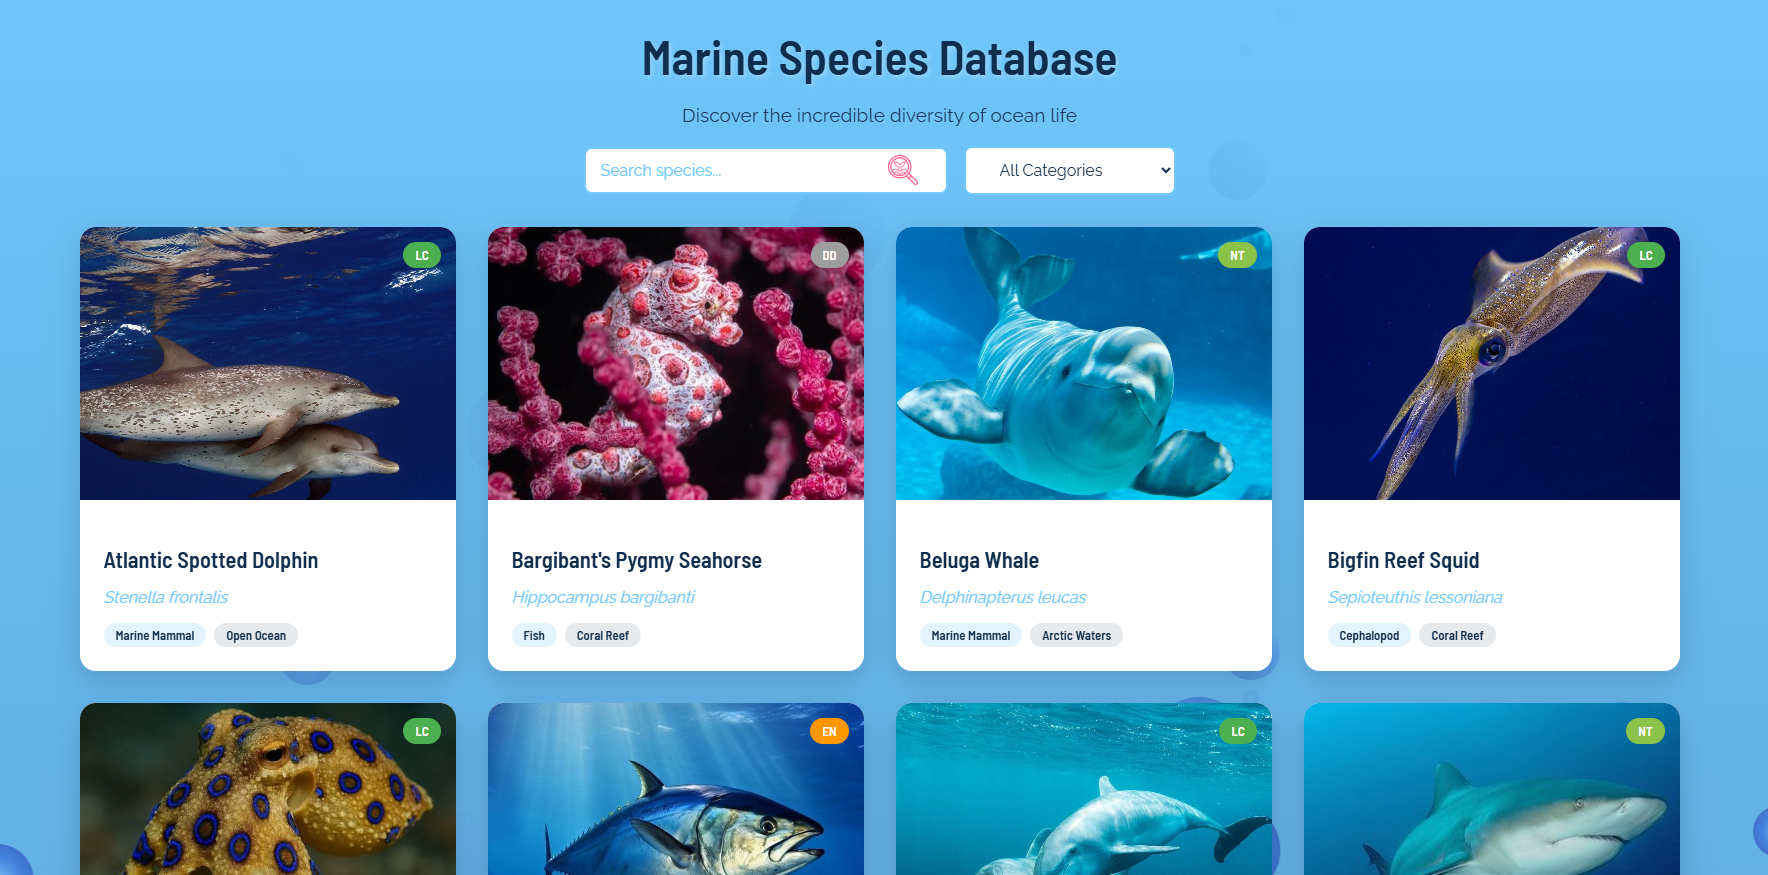 Marine Species Database
Discover the incredible diversity of ocean life
Search species...
All Categories
LC
DD
NT
LC
Atlantic Spotted Dolphin
Stenella frontalis
Marine Mammal
Open Ocean
Bargibant's Pygmy Seahorse
Hippocampus bargibanti
Fish
Coral Reef
Beluga Whale
Delphinapterus leucas
Marine Mammal
Arctic Waters
Bigfin Reef Squid
Sepioteuthis lessoniana
Cephalopod
Coral Reef
LC
EN
LC
NT